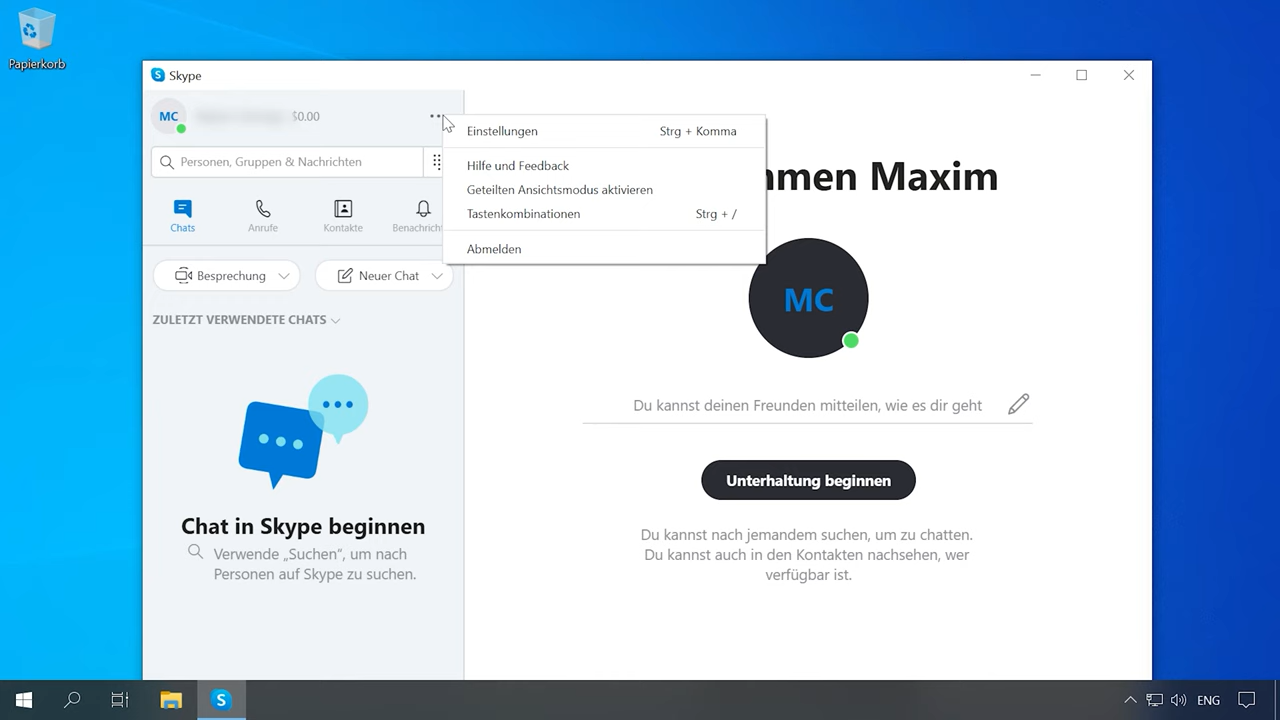 Papierkorb
Skype
MC $0.00
Einstellungen Strg + Komma
Hilfe und Feedback
Geteilten Ansichtsmodus aktivieren
Tastenkombinationen Strg + /
Abmelden
Personen, Gruppen & Nachrichten
Chats Anrufe Kontakte Benachricht
Besprechung Neuer Chat
ZULETZT VERWENDETE CHATS
Chat in Skype beginnen
Verwende „Suchen“, um nach
Personen auf Skype zu suchen.
mmen Maxim
MC
Du kannst deinen Freunden mitteilen, wie es dir geht
Unterhaltung beginnen
Du kannst nach jemandem suchen, um zu chatten.
Du kannst auch in den Kontakten nachsehen, wer
verfügbar ist.
ENG